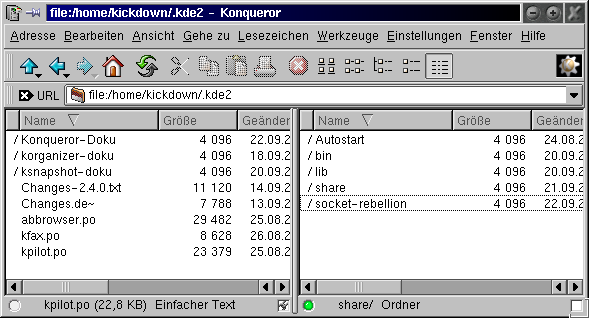 file:/home/kickdown/.kde2 - Konqueror
Adresse Bearbeiten Ansicht Gehe zu Lesezeichen Werkzeuge Einstellungen Fenster Hilfe
URL file:/home/kickdown/.kde2
Name Größe Geänder
/ Konqueror-Doku 4 096 22.09.2
/ korganizer-doku 4 096 18.09.2
/ ksnapshot-doku 4 096 20.09.2
Changes-2.4.0.txt 11 120 14.09.2
Changes.de~ 7 788 13.09.2
abbrowser.po 29 482 25.08.2
kfax.po 8 628 26.08.2
kpilot.po 23 379 25.08.2
kpilot.po (22,8 KB) Einfacher Text
Name Größe Geänder
/ Autostart 4 096 24.08.2
/ bin 4 096 20.09.2
/ lib 4 096 20.09.2
/ share 4 096 21.09.2
/ socket-rebellion 4 096 22.09.2
share/ Ordner